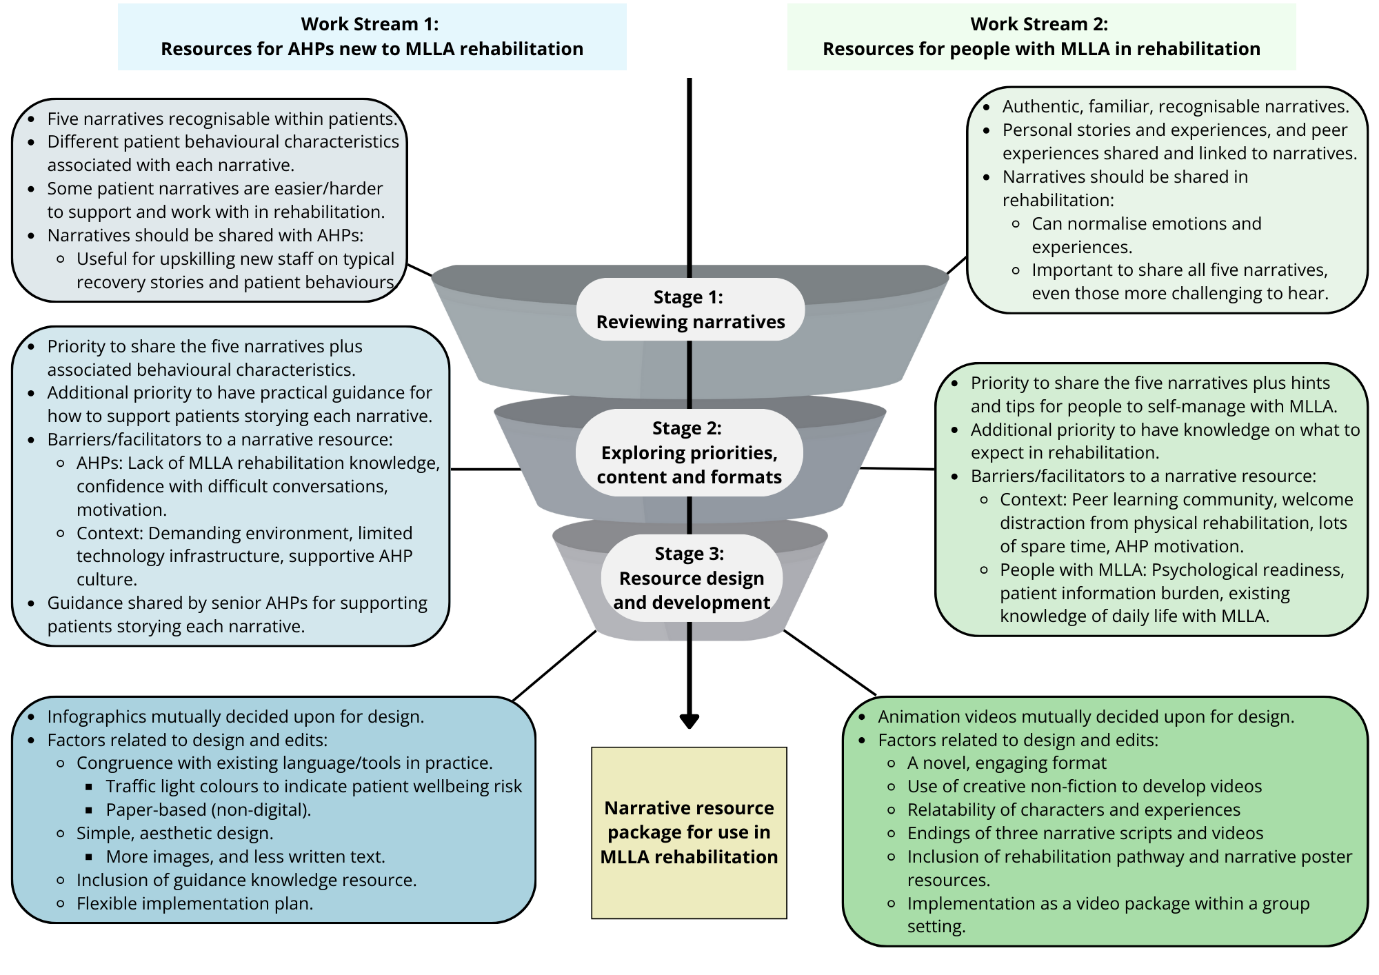 Work Stream 1:
Resources for AHPs new to MLLA rehabilitation
Work Stream 2:
Resources for people with MLLA in rehabilitation
• Five narratives recognisable within patients.
• Different patient behavioural characteristics
associated with each narrative.
• Some patient narratives are easier/harder
to support and work with in rehabilitation.
• Narratives should be shared with AHPs:
◦ Useful for upskilling new staff on typical
recovery stories and patient behaviours.
• Authentic, familiar, recognisable narratives.
• Personal stories and experiences, and peer
experiences shared and linked to narratives.
• Narratives should be shared in
rehabilitation:
◦ Can normalise emotions and
experiences.
◦ Important to share all five narratives,
even those more challenging to hear.
Stage 1:
Reviewing narratives
• Priority to share the five narratives plus
associated behavioural characteristics.
• Additional priority to have practical guidance for
how to support patients storying each narrative.
• Barriers/facilitators to a narrative resource:
◦ AHPs: Lack of MLLA rehabilitation knowledge,
confidence with difficult conversations,
motivation.
◦ Context: Demanding environment, limited
technology infrastructure, supportive AHP
culture.
• Guidance shared by senior AHPs for supporting
patients storying each narrative.
Stage 2:
Exploring priorities,
content and formats
• Priority to share the five narratives plus hints
and tips for people to self-manage with MLLA.
• Additional priority to have knowledge on what to
expect in rehabilitation.
• Barriers/facilitators to a narrative resource:
◦ Context: Peer learning community, welcome
distraction from physical rehabilitation, lots
of spare time, AHP motivation.
◦ People with MLLA: Psychological readiness,
patient information burden, existing
knowledge of daily life with MLLA.
Stage 3:
Resource design
and development
• Infographics mutually decided upon for design.
• Factors related to design and edits:
◦ Congruence with existing language/tools in practice.
▪ Traffic light colours to indicate patient wellbeing risk
▪ Paper-based (non-digital).
◦ Simple, aesthetic design.
▪ More images, and less written text.
◦ Inclusion of guidance knowledge resource.
◦ Flexible implementation plan.
Narrative resource
package for use in
MLLA rehabilitation
• Animation videos mutually decided upon for design.
• Factors related to design and edits:
◦ A novel, engaging format
◦ Use of creative non-fiction to develop videos
◦ Relatability of characters and experiences
◦ Endings of three narrative scripts and videos
◦ Inclusion of rehabilitation pathway and narrative poster
resources.
◦ Implementation as a video package within a group
setting.